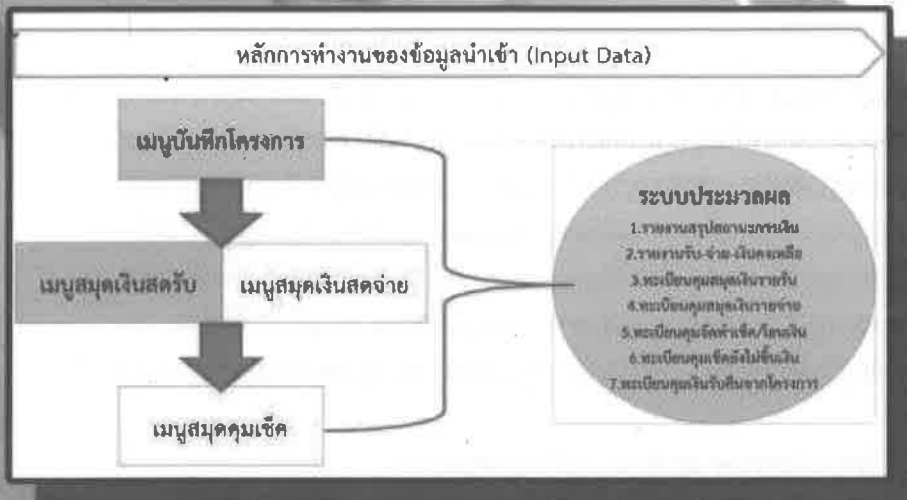 หลักการทำงานของข้อมูลนำเข้า (Input Data)
เมนูบันทึกโครงการ
เมนูสมุดเงินสดรับ
เมนูสมุดเงินสดจ่าย
เมนูสมุดคุมเช็ค
ระบบประมวลผล
1.รายงานสรุปสถานะการเงิน
2.รายงานรับ-จ่าย-เงินคงเหลือ
3.ทะเบียนคุมสมุดเงินรายรับ
4.ทะเบียนคุมสมุดเงินรายจ่าย
5.ทะเบียนคุมจัดทำเช็ค/โอนเงิน
6.ทะเบียนคุมเช็คยังไม่ขึ้นเงิน
7.ทะเบียนคุมเงินรับคืนจากโครงการ